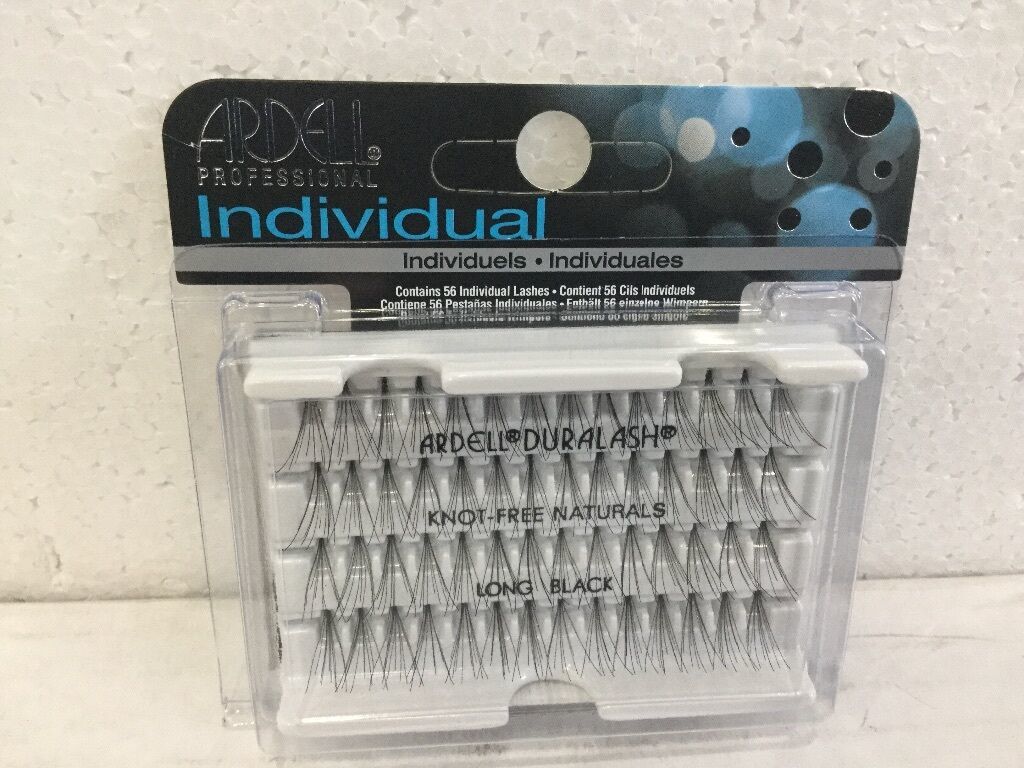 ARDELL®
PROFESSIONAL
Individual
Individuels • Individuales
Contains 56 Individual Lashes • Contient 56 Cils Individuels
Contiene 56 Pestañas Individuales • Enthält 56 einzelne Wimpern
ARDELL® DURALASH®
KNOT-FREE NATURALS
LONG BLACK